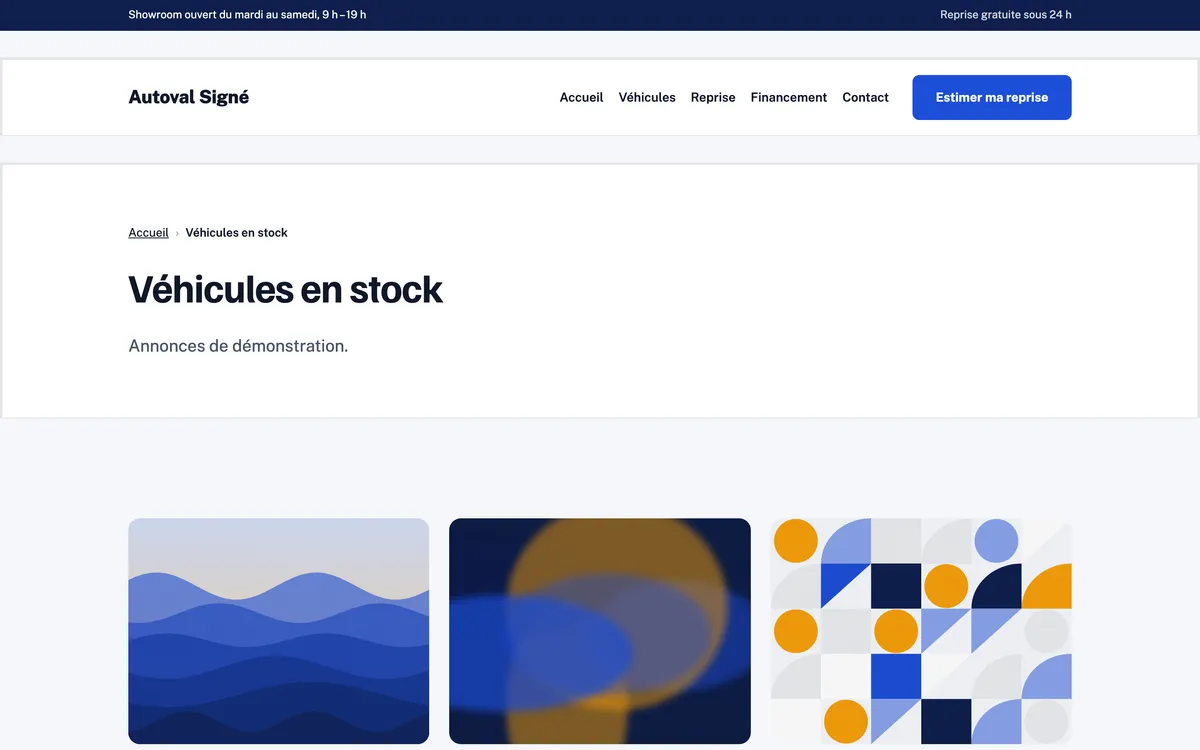 Showroom ouvert du mardi au samedi, 9 h – 19 h
Reprise gratuite sous 24 h
Autoval Signé
Accueil
Véhicules
Reprise
Financement
Contact
Estimer ma reprise
Accueil › Véhicules en stock
Véhicules en stock
Annonces de démonstration.